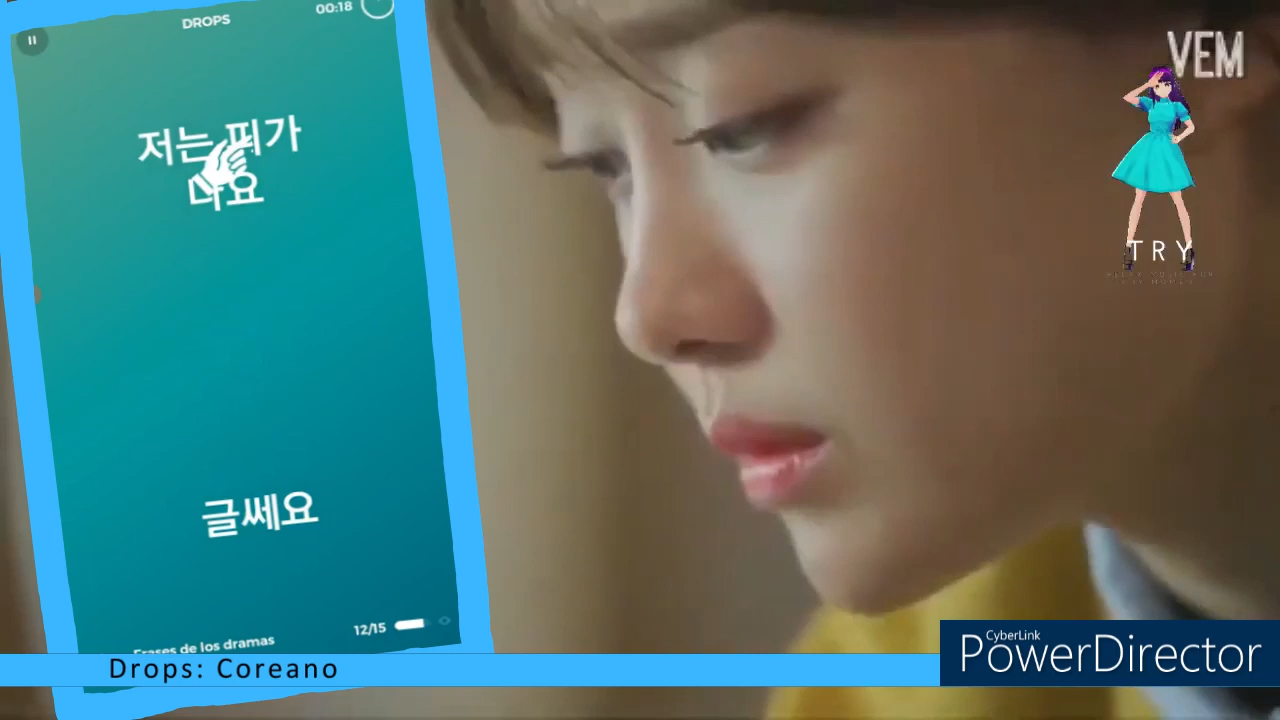 DROPS
00:18
저는 피가
나요
글쎄요
12/15
Frases de los dramas
Drops: Coreano
VEM
TRY
CyberLink
PowerDirector